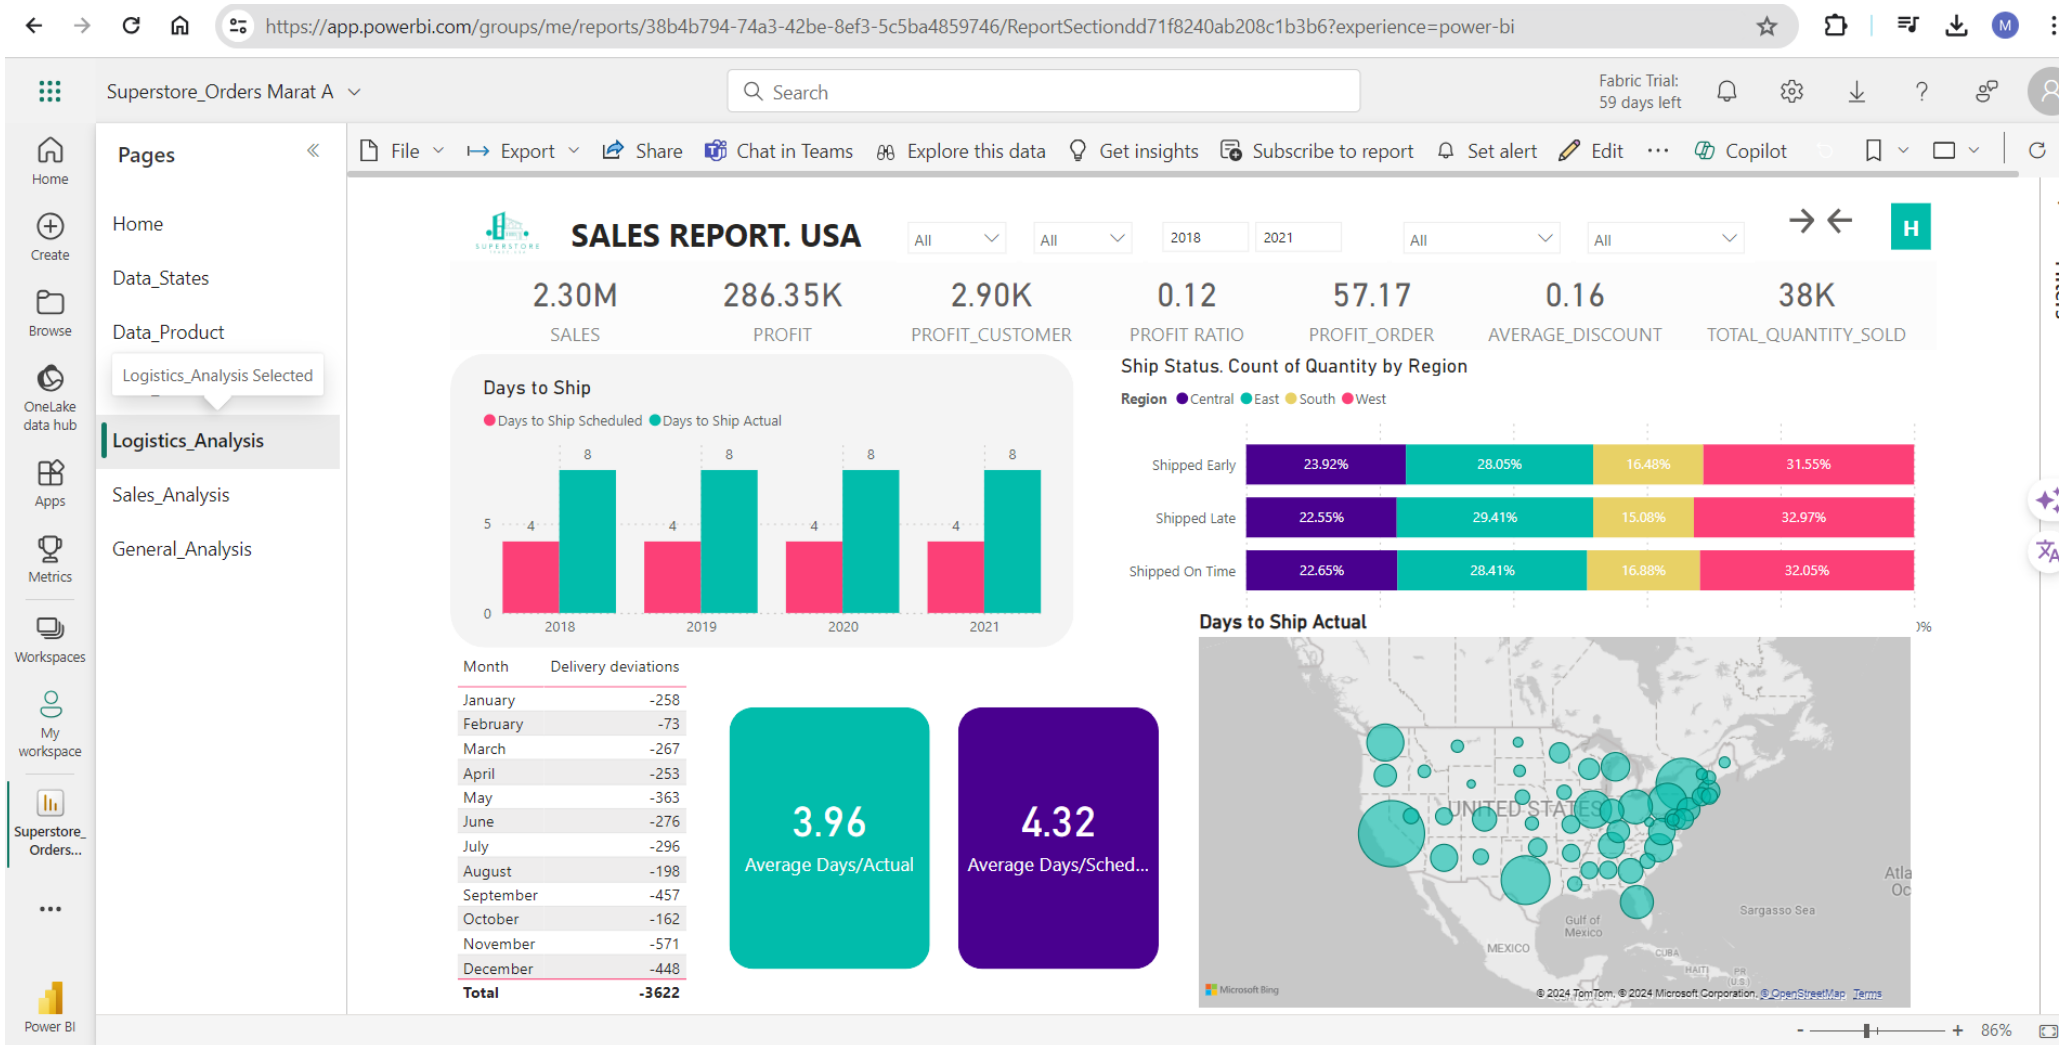 https://app.powerbi.com/groups/me/reports/38b4b794-74a3-42be-8ef3-5c5ba4859746/ReportSectiondd71f8240ab208c1b3b6?experience=power-bi
M
Superstore_Orders Marat A
Search
Fabric Trial:
59 days left
Home
Create
Browse
OneLake
data hub
Apps
Metrics
Workspaces
My
workspace
Superstore_
Orders...
Power BI
Pages
Home
Data_States
Data_Product
Logistics_Analysis Selected
Logistics_Analysis
Sales_Analysis
General_Analysis
File
Export
Share
Chat in Teams
Explore this data
Get insights
Subscribe to report
Set alert
Edit
Copilot
SUPERSTORE
SALES REPORT. USA
All
All
2018
2021
All
All
H
2.30M
SALES
286.35K
PROFIT
2.90K
PROFIT_CUSTOMER
0.12
PROFIT RATIO
57.17
PROFIT_ORDER
0.16
AVERAGE_DISCOUNT
38K
TOTAL_QUANTITY_SOLD
Days to Ship
Days to Ship Scheduled Days to Ship Actual
8 8 8 8
5 4 4 4 4
0
2018 2019 2020 2021
Ship Status. Count of Quantity by Region
Region Central East South West
Shipped Early 23.92% 28.05% 16.48% 31.55%
Shipped Late 22.55% 29.41% 15.08% 32.97%
Shipped On Time 22.65% 28.41% 16.88% 32.05%
0%
Month Delivery deviations
January -258
February -73
March -267
April -253
May -363
June -276
July -296
August -198
September -457
October -162
November -571
December -448
Total -3622
3.96
Average Days/Actual
4.32
Average Days/Sched...
Days to Ship Actual
UNITED STATES
Atla
Oc
Sargasso Sea
Gulf of
Mexico
MEXICO
CUBA
HAITI
PR
(U.S.)
Microsoft Bing
© 2024 TomTom, © 2024 Microsoft Corporation, © OpenStreetMap Terms
- + 86%